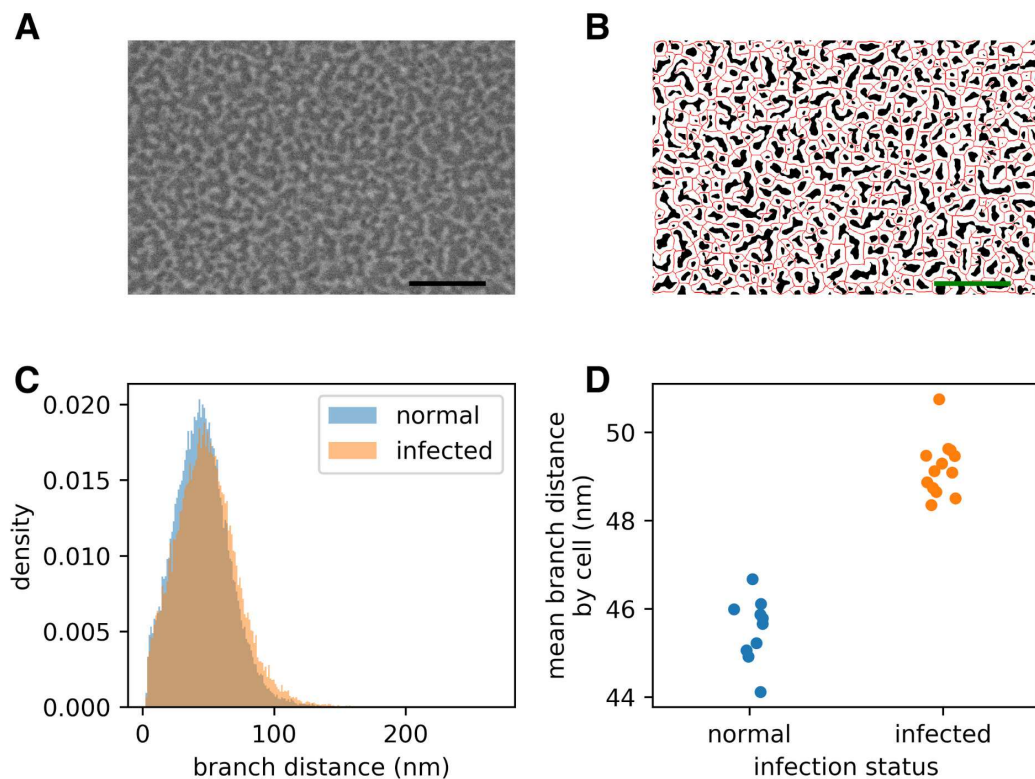 A
B
C
0.020
0.015
0.010
0.005
0.000
density
normal
infected
0
100
200
branch distance (nm)
D
50
48
46
44
mean branch distance
by cell (nm)
normal
infected
infection status